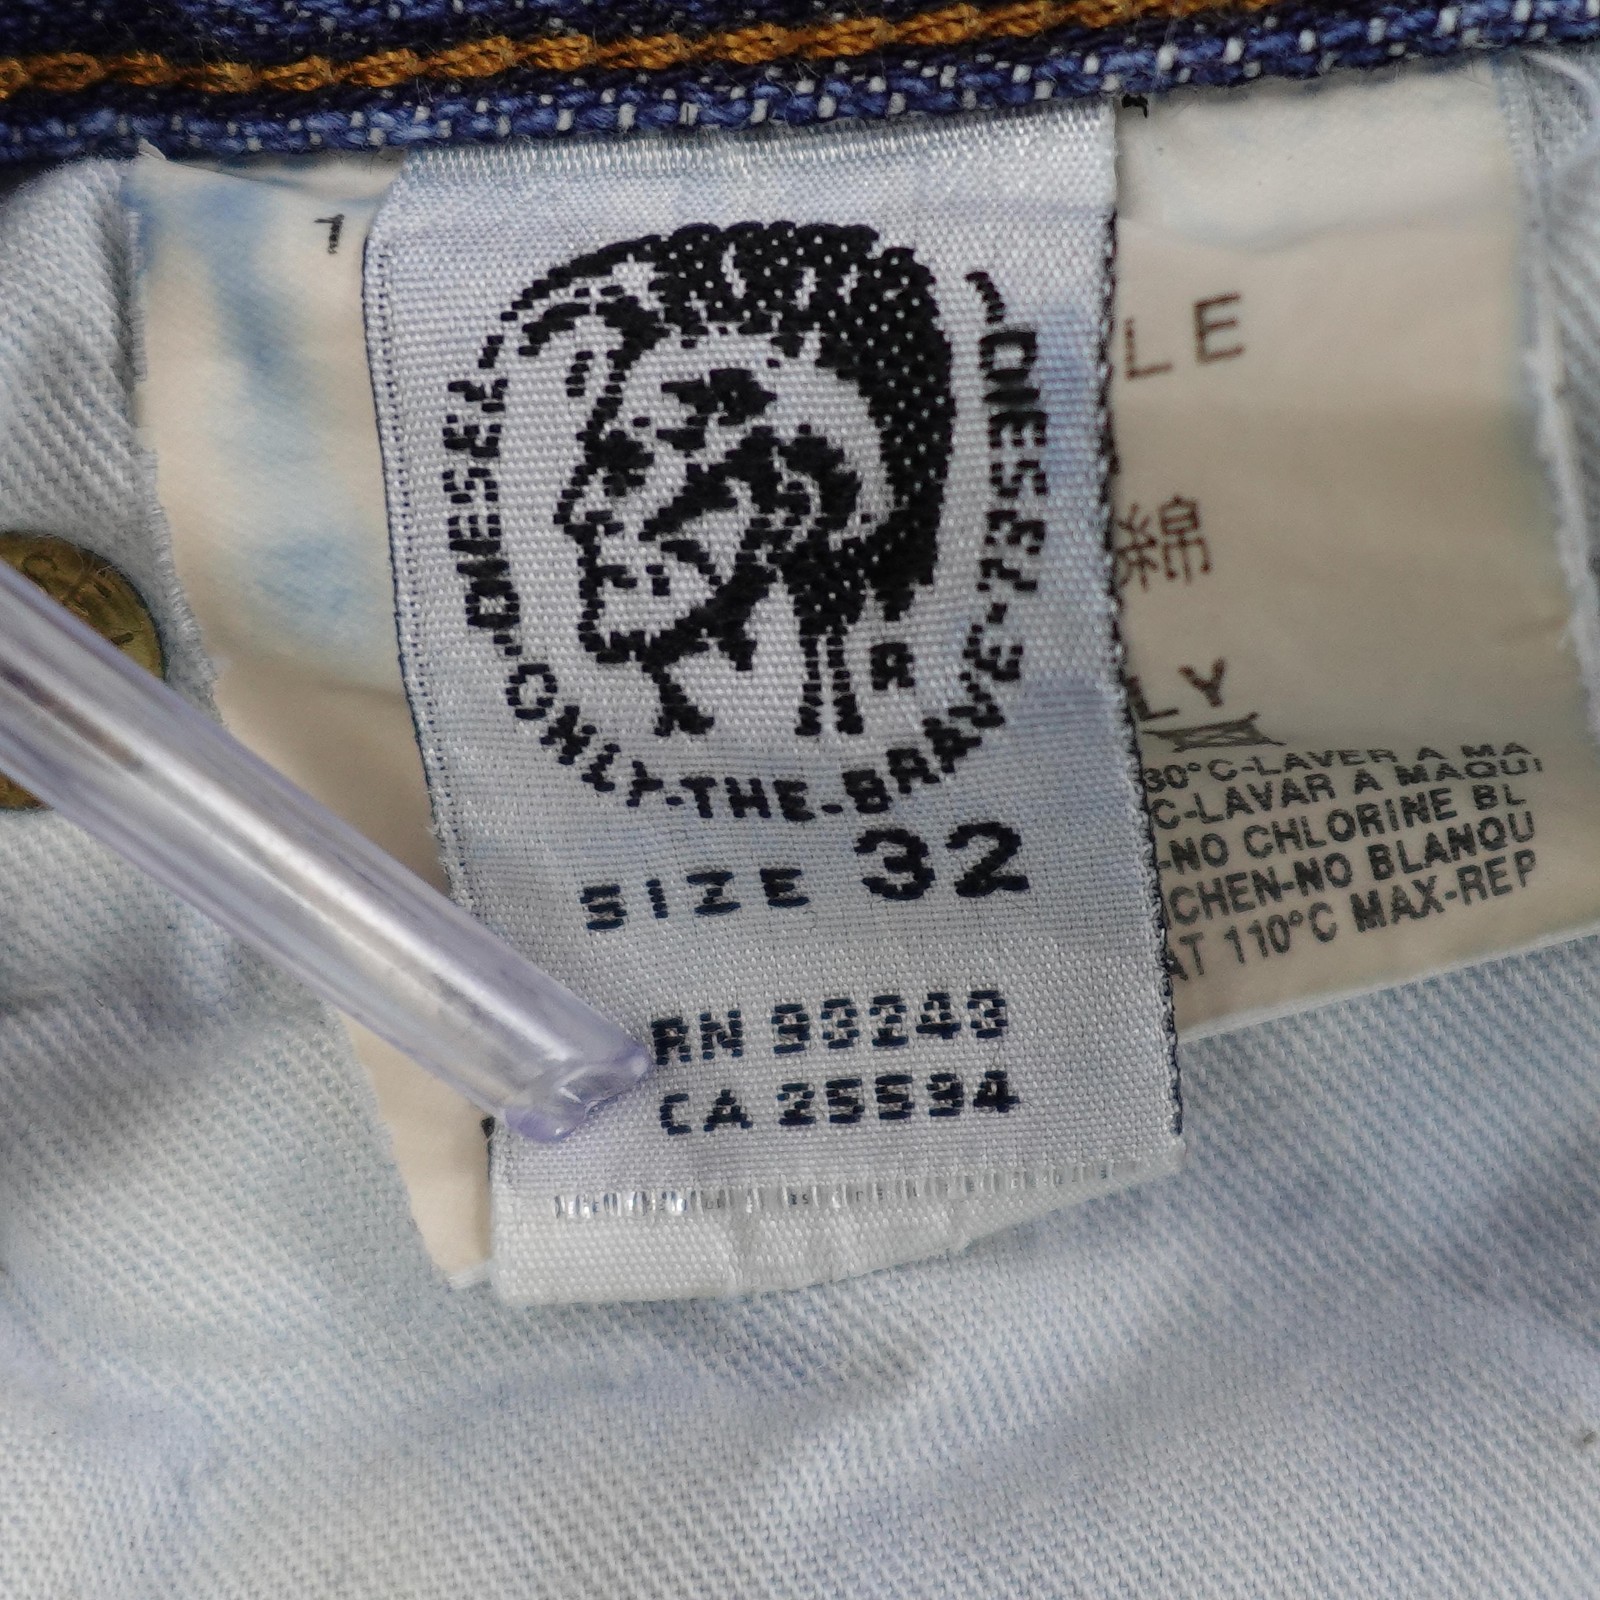 "DIESEL"-ONLY-THE-BRAVE-"DIESEL"
R
SIZE 32
RN 93243
CA 25594
LE
綿
LY
30°C-LAVER A MA
C-LAVAR A MAQUI
-NO CHLORINE BL
CHEN-NO BLANQU
AT 110°C MAX-REP